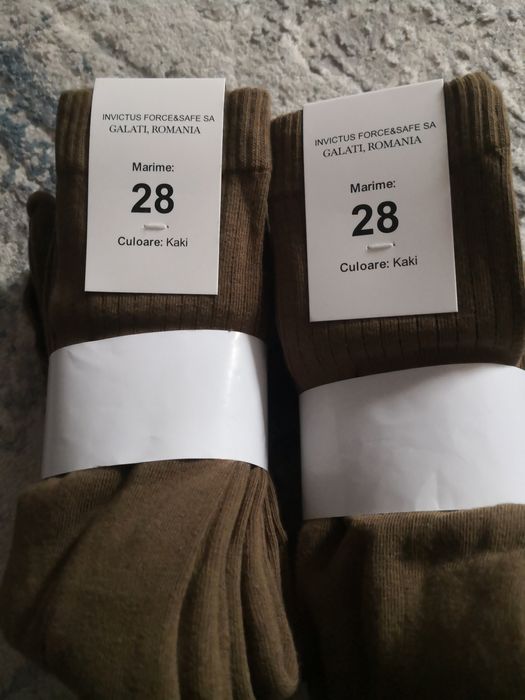 INVICTUS FORCE&SAFE SA
GALATI, ROMANIA
Marime:
28
Culoare: Kaki
INVICTUS FORCE&SAFE SA
GALATI, ROMANIA
Marime:
28
Culoare: Kaki